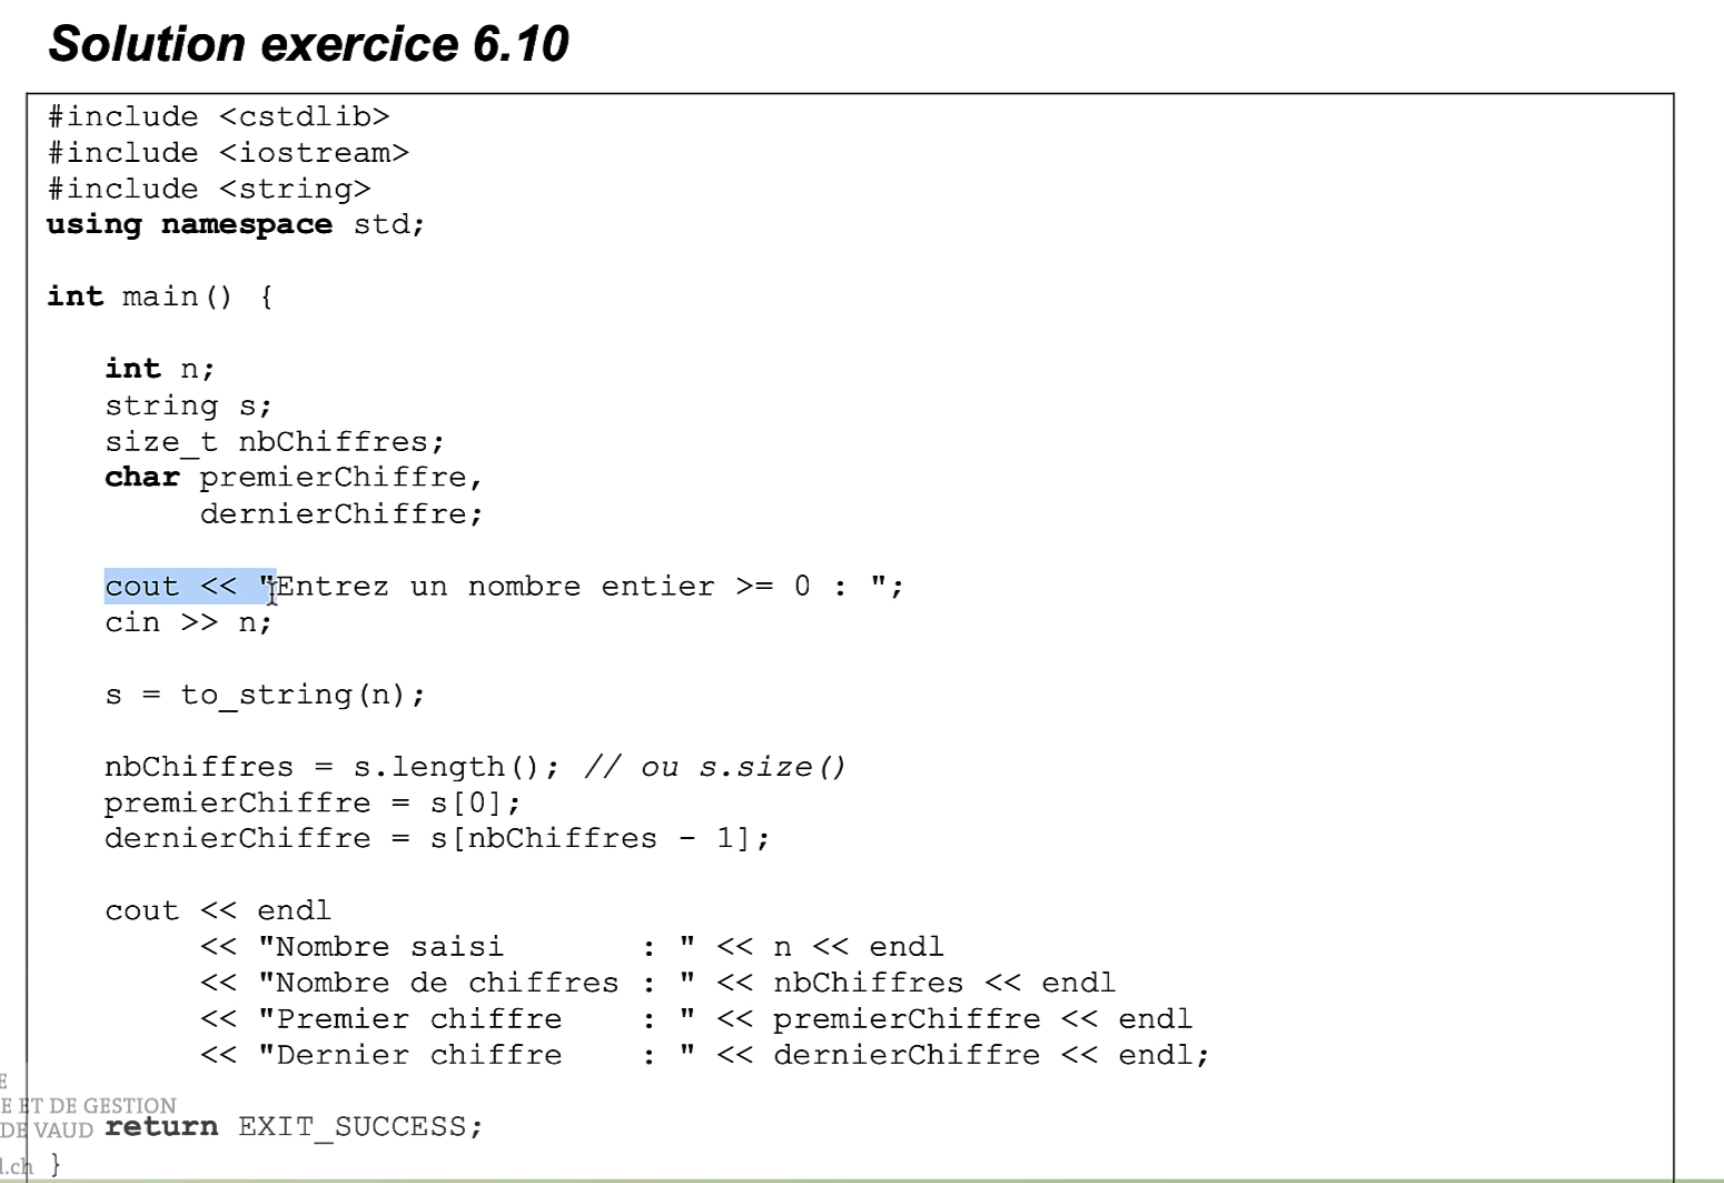 Solution exercice 6.10
#include <cstdlib>
#include <iostream>
#include <string>
using namespace std;
int main() {
int n;
string s;
size_t nbChiffres;
char premierChiffre,
dernierChiffre;
cout << "Entrez un nombre entier >= 0 : ";
cin >> n;
s = to_string(n);
nbChiffres = s.length(); // ou s.size()
premierChiffre = s[0];
dernierChiffre = s[nbChiffres - 1];
cout << endl
<< "Nombre saisi        : " << n << endl
<< "Nombre de chiffres : " << nbChiffres << endl
<< "Premier chiffre    : " << premierChiffre << endl
<< "Dernier chiffre    : " << dernierChiffre << endl;
E
E ET DE GESTION
DE VAUD
return EXIT_SUCCESS;
.ch
}